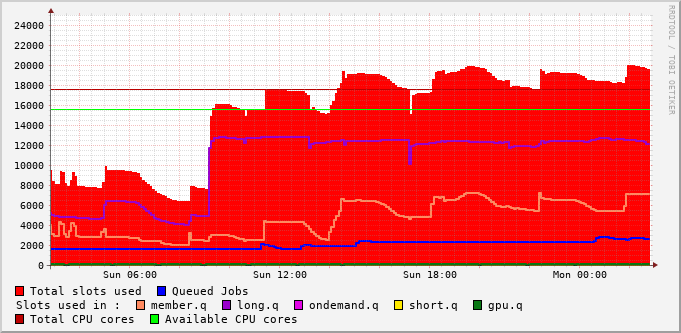 RRDTOOL / TOBI OETIKER
24000
22000
20000
18000
16000
14000
12000
10000
8000
6000
4000
2000
0
Sun 06:00 Sun 12:00 Sun 18:00 Mon 00:00
Total slots used Queued Jobs
Slots used in : member.q long.q ondemand.q short.q gpu.q
Total CPU cores Available CPU cores